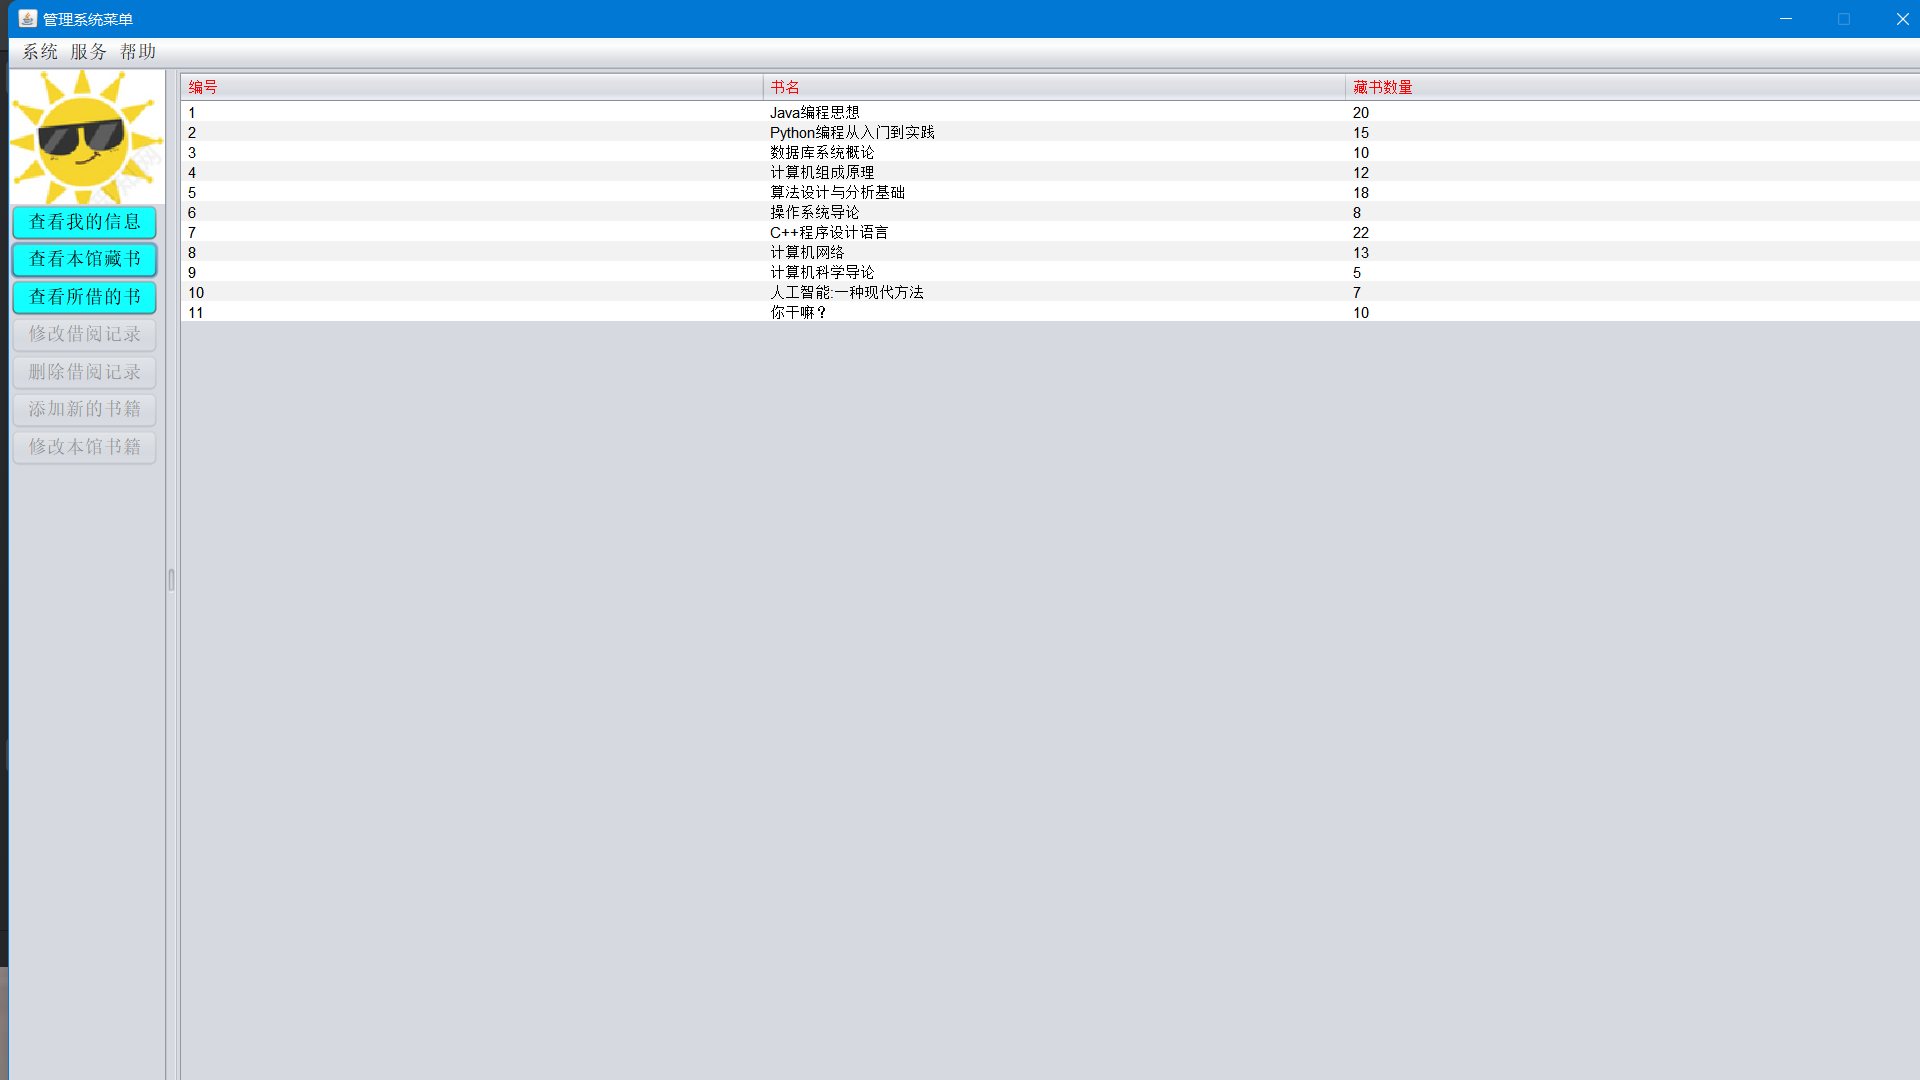 管理系统菜单
系统 服务 帮助
编号 书名 藏书数量
1 Java编程思想 20
2 Python编程从入门到实践 15
3 数据库系统概论 10
4 计算机组成原理 12
5 算法设计与分析基础 18
6 操作系统导论 8
7 C++程序设计语言 22
8 计算机网络 13
9 计算机科学导论 5
10 人工智能:一种现代方法 7
11 你干嘛？ 10
查看我的信息
查看本馆藏书
查看所借的书
修改借阅记录
删除借阅记录
添加新的书籍
修改本馆书籍